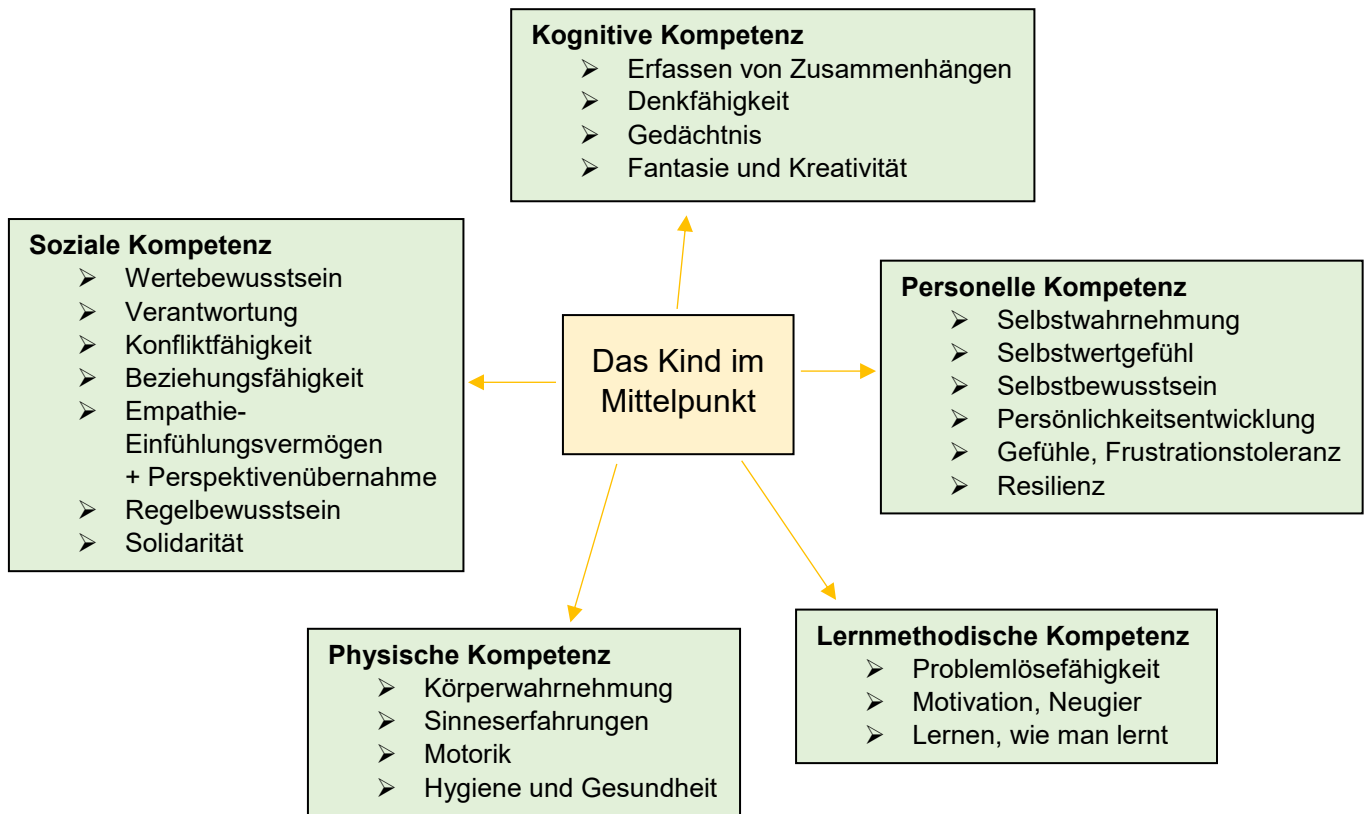 Kognitive Kompetenz
➢ Erfassen von Zusammenhängen
➢ Denkfähigkeit
➢ Gedächtnis
➢ Fantasie und Kreativität
Soziale Kompetenz
➢ Wertebewusstsein
➢ Verantwortung
➢ Konfliktfähigkeit
➢ Beziehungsfähigkeit
➢ Empathie-
Einfühlungsvermögen
+ Perspektivenübernahme
➢ Regelbewusstsein
➢ Solidarität
Das Kind im
Mittelpunkt
Personelle Kompetenz
➢ Selbstwahrnehmung
➢ Selbstwertgefühl
➢ Selbstbewusstsein
➢ Persönlichkeitsentwicklung
➢ Gefühle, Frustrationstoleranz
➢ Resilienz
Physische Kompetenz
➢ Körperwahrnehmung
➢ Sinneserfahrungen
➢ Motorik
➢ Hygiene und Gesundheit
Lernmethodische Kompetenz
➢ Problemlösefähigkeit
➢ Motivation, Neugier
➢ Lernen, wie man lernt